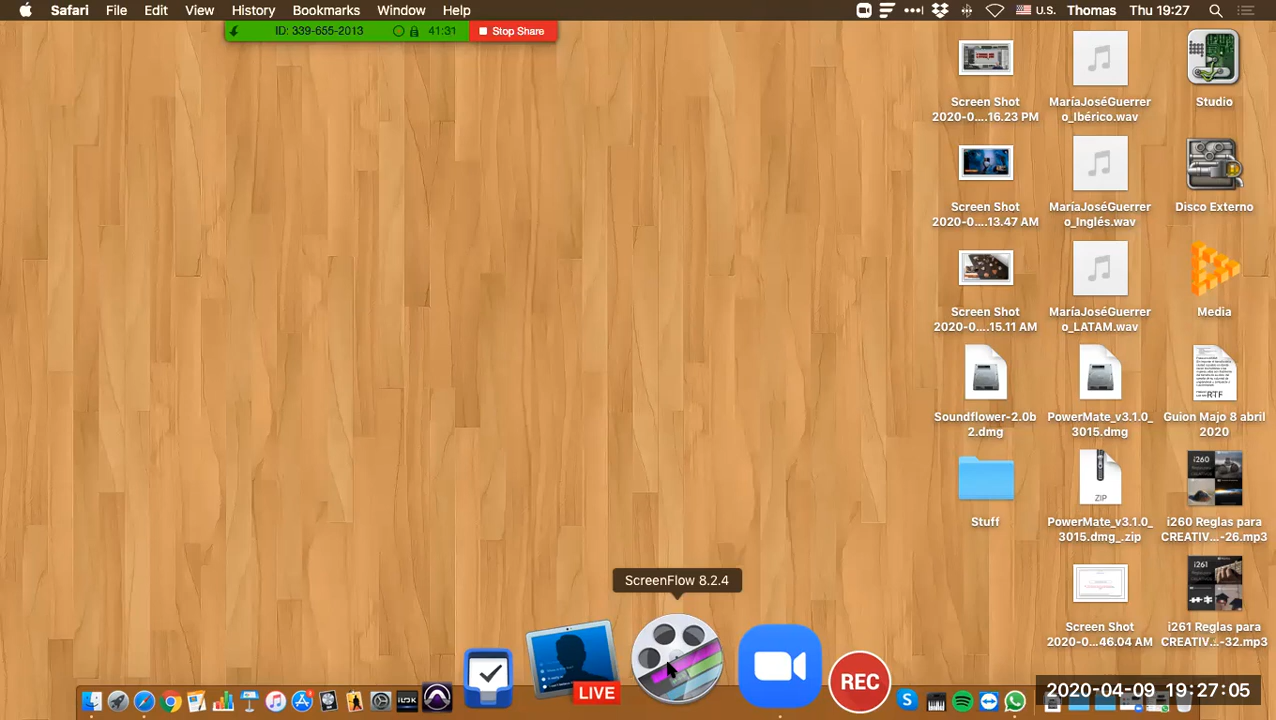 Safari File Edit View History Bookmarks Window Help
U.S. Thomas Thu 19:27
ID: 339-655-2013 41:31 Stop Share
Screen Shot
2020-0....16.23 PM
MaríaJoséGuerrer
o_Ibérico.wav
Studio
Screen Shot
2020-0....13.47 AM
MaríaJoséGuerrer
o_Inglés.wav
Disco Externo
Screen Shot
2020-0....15.11 AM
MaríaJoséGuerrer
o_LATAM.wav
Media
RTF
Soundflower-2.0b
2.dmg
PowerMate_v3.1.0_
3015.dmg
Guion Majo 8 abril
2020
ZIP
i260
Stuff
PowerMate_v3.1.0_
3015.dmg_.zip
i260 Reglas para
CREATIV...-26.mp3
i261
Screen Shot
2020-0....46.04 AM
i261 Reglas para
CREATIV...-32.mp3
ScreenFlow 8.2.4
LIVE
REC
2020-04-09 19:27:05